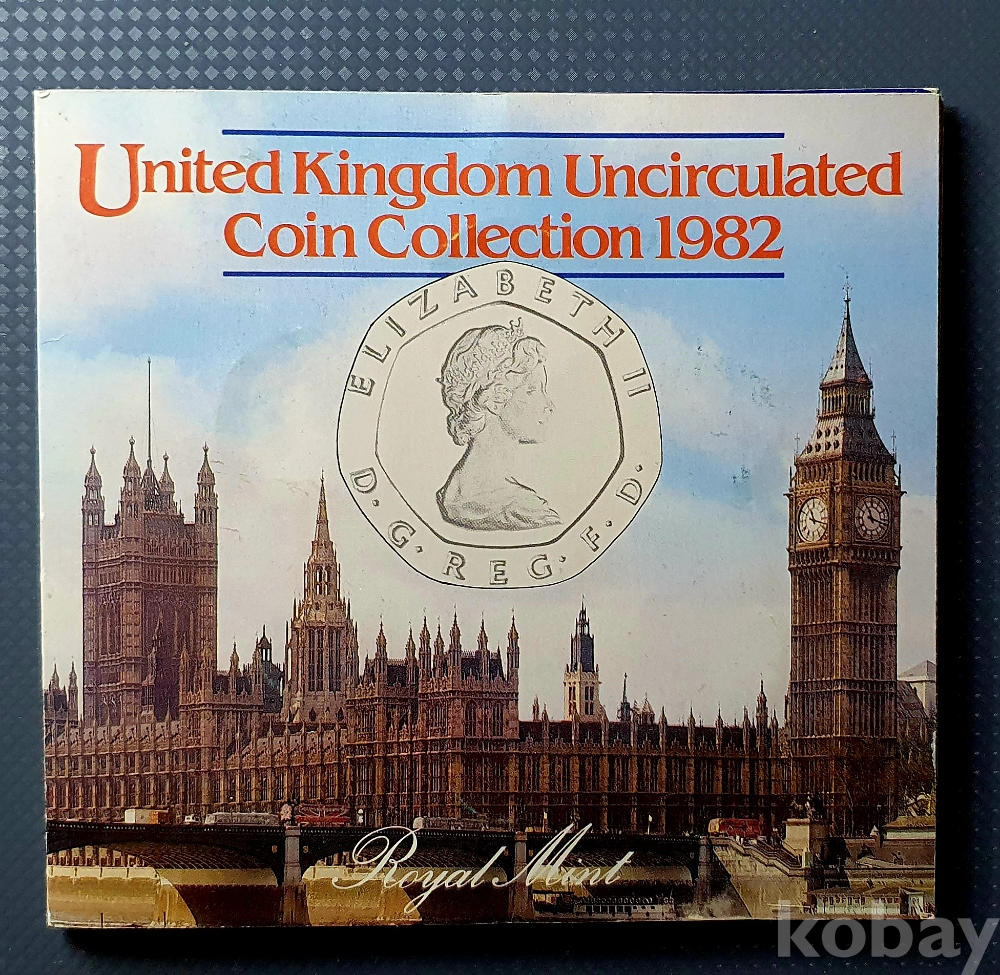 United Kingdom Uncirculated
Coin Collection 1982
ELIZABETH II
D·G·REG·F·D·
Royal Mint
kobay